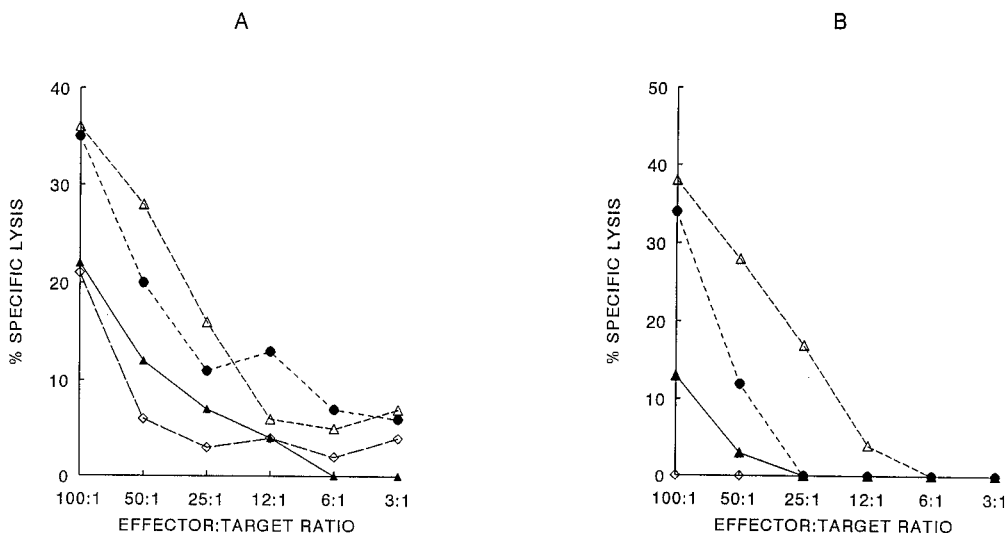 A
B
40
30
20
10
0
% SPECIFIC LYSIS
100:1 50:1 25:1 12:1 6:1 3:1
EFFECTOR:TARGET RATIO
50
40
30
20
10
0
% SPECIFIC LYSIS
100:1 50:1 25:1 12:1 6:1 3:1
EFFECTOR:TARGET RATIO